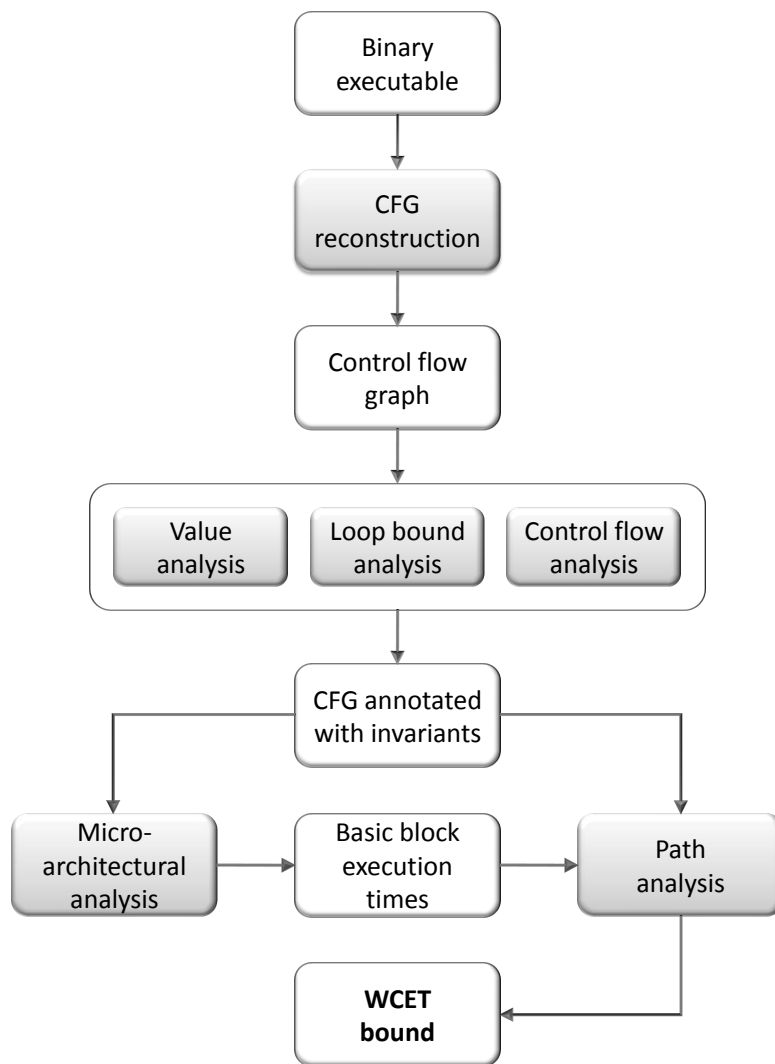 Binary
executable
CFG
reconstruction
Control flow
graph
Value
analysis
Loop bound
analysis
Control flow
analysis
CFG annotated
with invariants
Micro-
architectural
analysis
Basic block
execution
times
Path
analysis
WCET
bound